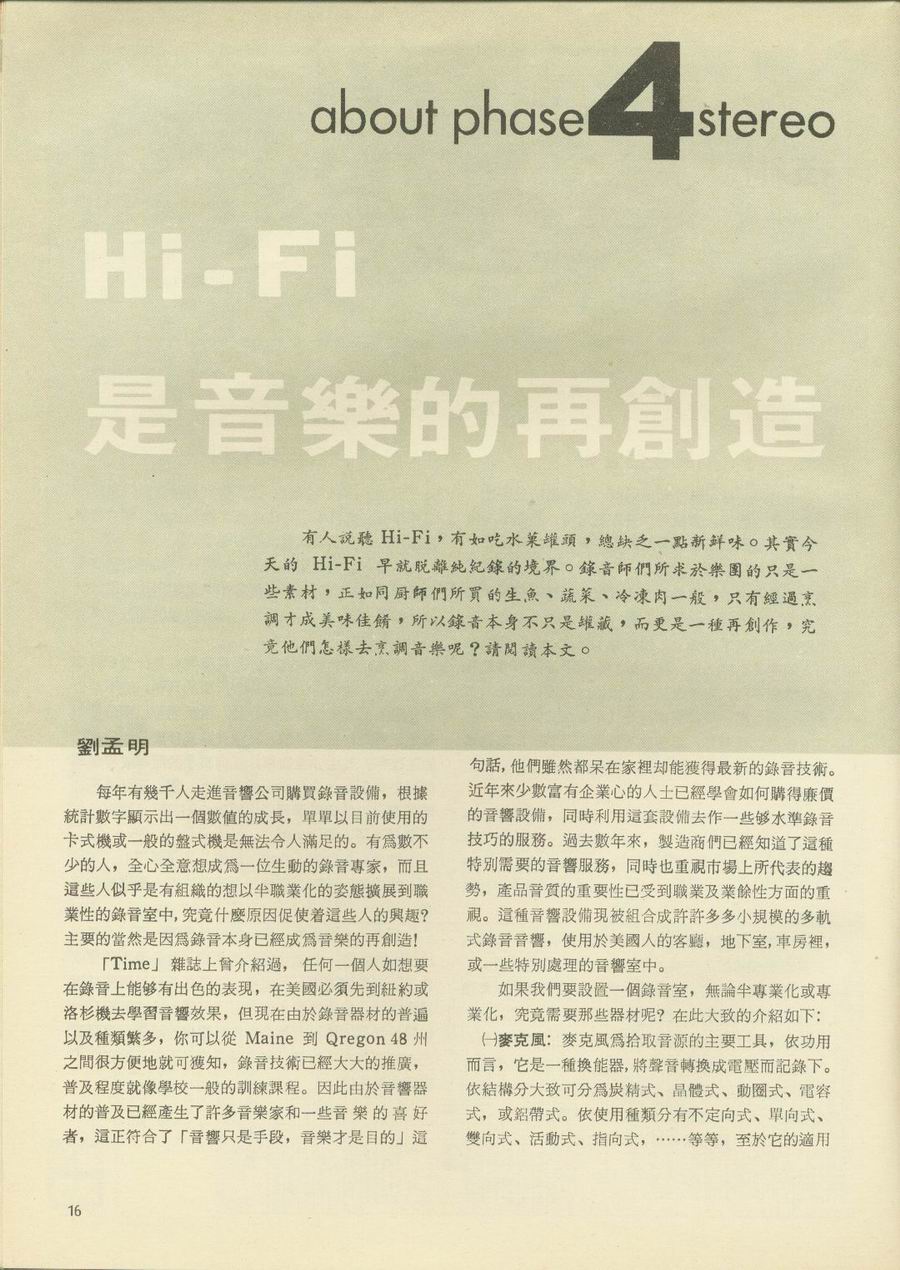 about phase 4 stereo
Hi-Fi
是音樂的再創造
有人説聽 Hi-Fi，有如吃水菓罐頭，總缺乏一點新鮮味。其實今
天的 Hi-Fi 早就脱離純紀錄的境界。錄音師們所求於樂團的只是一
些素材，正如同厨師們所買的生魚、蔬菜、冷凍肉一般，只有經過烹
調才成美味佳餚，所以錄音本身不只是罐藏，而更是一種再創作，究
竟他們怎樣去烹調音樂呢？請閲讀本文。
劉孟明
每年有幾千人走進音響公司購買錄音設備，根據
統計數字顯示出一個數值的成長，單單以目前使用的
卡式機或一般的盤式機是無法令人滿足的。有爲數不
少的人，全心全意想成爲一位生動的錄音專家，而且
這些人似乎是有組織的想以半職業化的姿態擴展到職
業性的錄音室中，究竟什麼原因促使着這些人的興趣?
主要的當然是因爲錄音本身已經成爲音樂的再創造!
「Time」雜誌上曾介紹過，任何一個人如想要
在錄音上能够有出色的表現，在美國必須先到紐約或
洛杉機去學習音響效果，但現在由於錄音器材的普遍
以及種類繁多，你可以從 Maine 到 Qregon 48 州
之間很方便地就可獲知，錄音技術已經大大的推廣，
普及程度就像學校一般的訓練課程。因此由於音響器
材的普及已經產生了許多音樂家和一些音樂的喜好
者，這正符合了「音響只是手段，音樂才是目的」這
句話，他們雖然都呆在家裡却能獲得最新的錄音技術。
近年來少數富有企業心的人士已經學會如何購得廉價
的音響設備，同時利用這套設備去作一些够水準錄音
技巧的服務。過去數年來，製造商們已經知道了這種
特別需要的音響服務，同時也重視市場上所代表的趨
勢，產品音質的重要性已受到職業及業餘性方面的重
視。這種音響設備現被組合成許許多多小規模的多軌
式錄音音響，使用於美國人的客廳，地下室，車房裡，
或一些特別處理的音響室中。
如果我們要設置一個錄音室，無論半專業化或專
業化，究竟需要那些器材呢? 在此大致的介紹如下：
㈠麥克風：麥克風爲拾取音源的主要工具，依功用
而言，它是一種換能器，將聲音轉換成電壓而記錄下。
依結構分大致可分爲炭精式、晶體式、動圈式、電容
式，或鋁帶式。依使用種類分有不定向式、單向式、
雙向式、活動式、指向式，……等等，至於它的適用
16